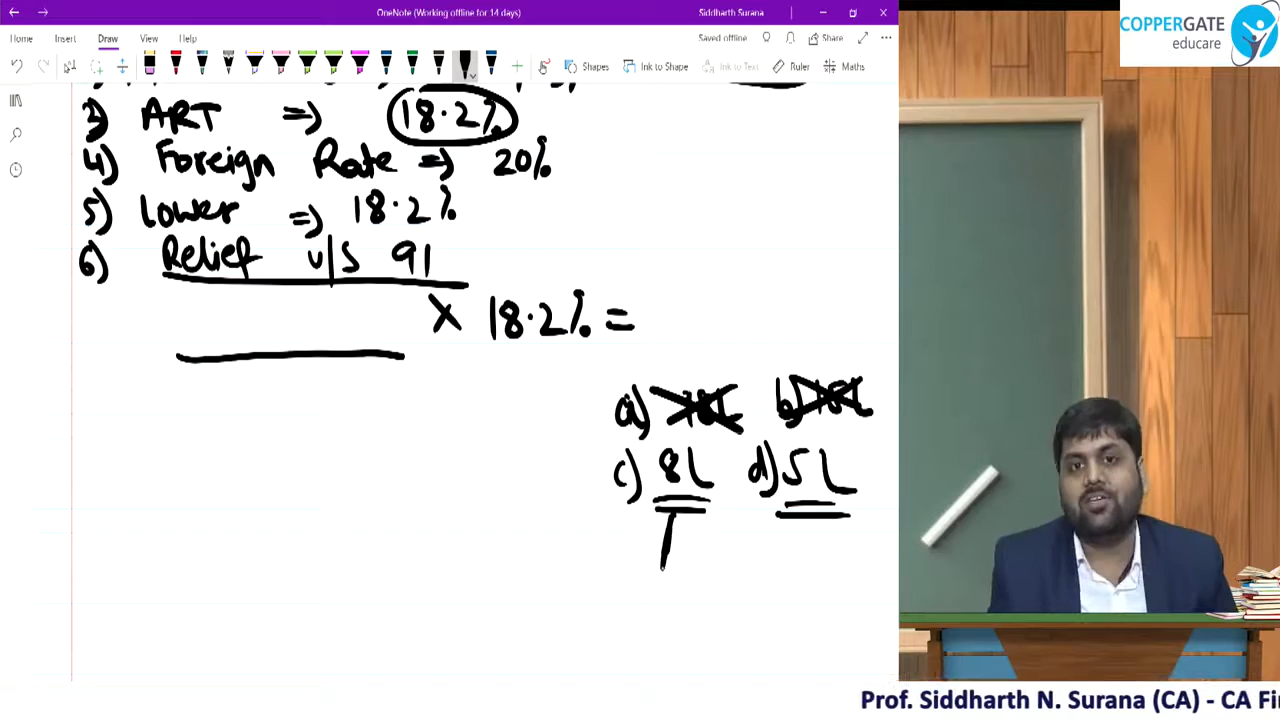 OneNote (Working offline for 14 days)
Siddharth Surana
Home Insert Draw View Help
Saved offline
Share
Shapes
Ink to Shape
Ink to Text
Ruler
Maths
COPPERGATE
educare
3) ART => 18.2%
4) Foreign Rate => 20%
5) Lower => 18.2%
6) Relief u/s 91
x 18.2% =
a) b)
c) 8L d) 5L
Prof. Siddharth N. Surana (CA) - CA Fi